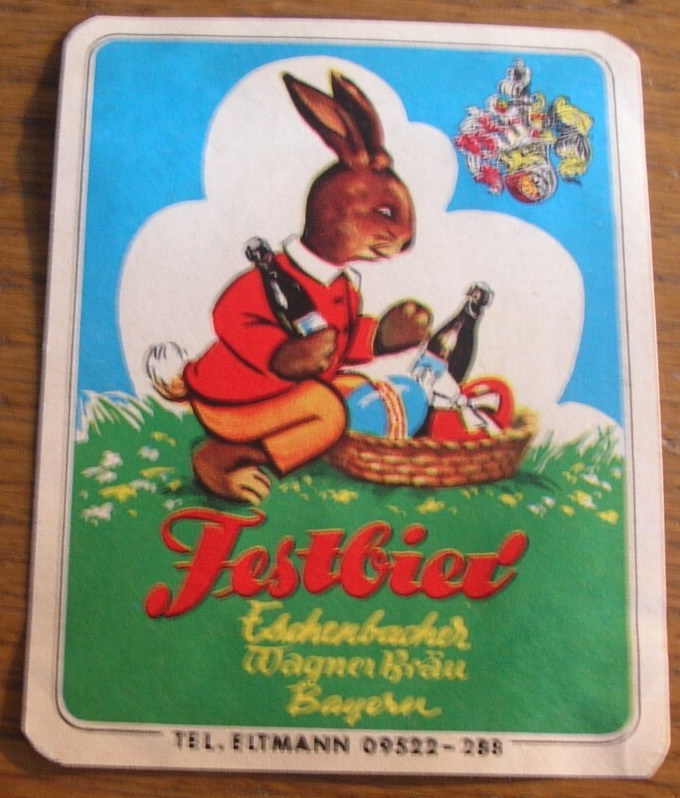 Festbier
Eschenbacher
Wagner Bräu
Bayern
TEL. ELTMANN 09522-288